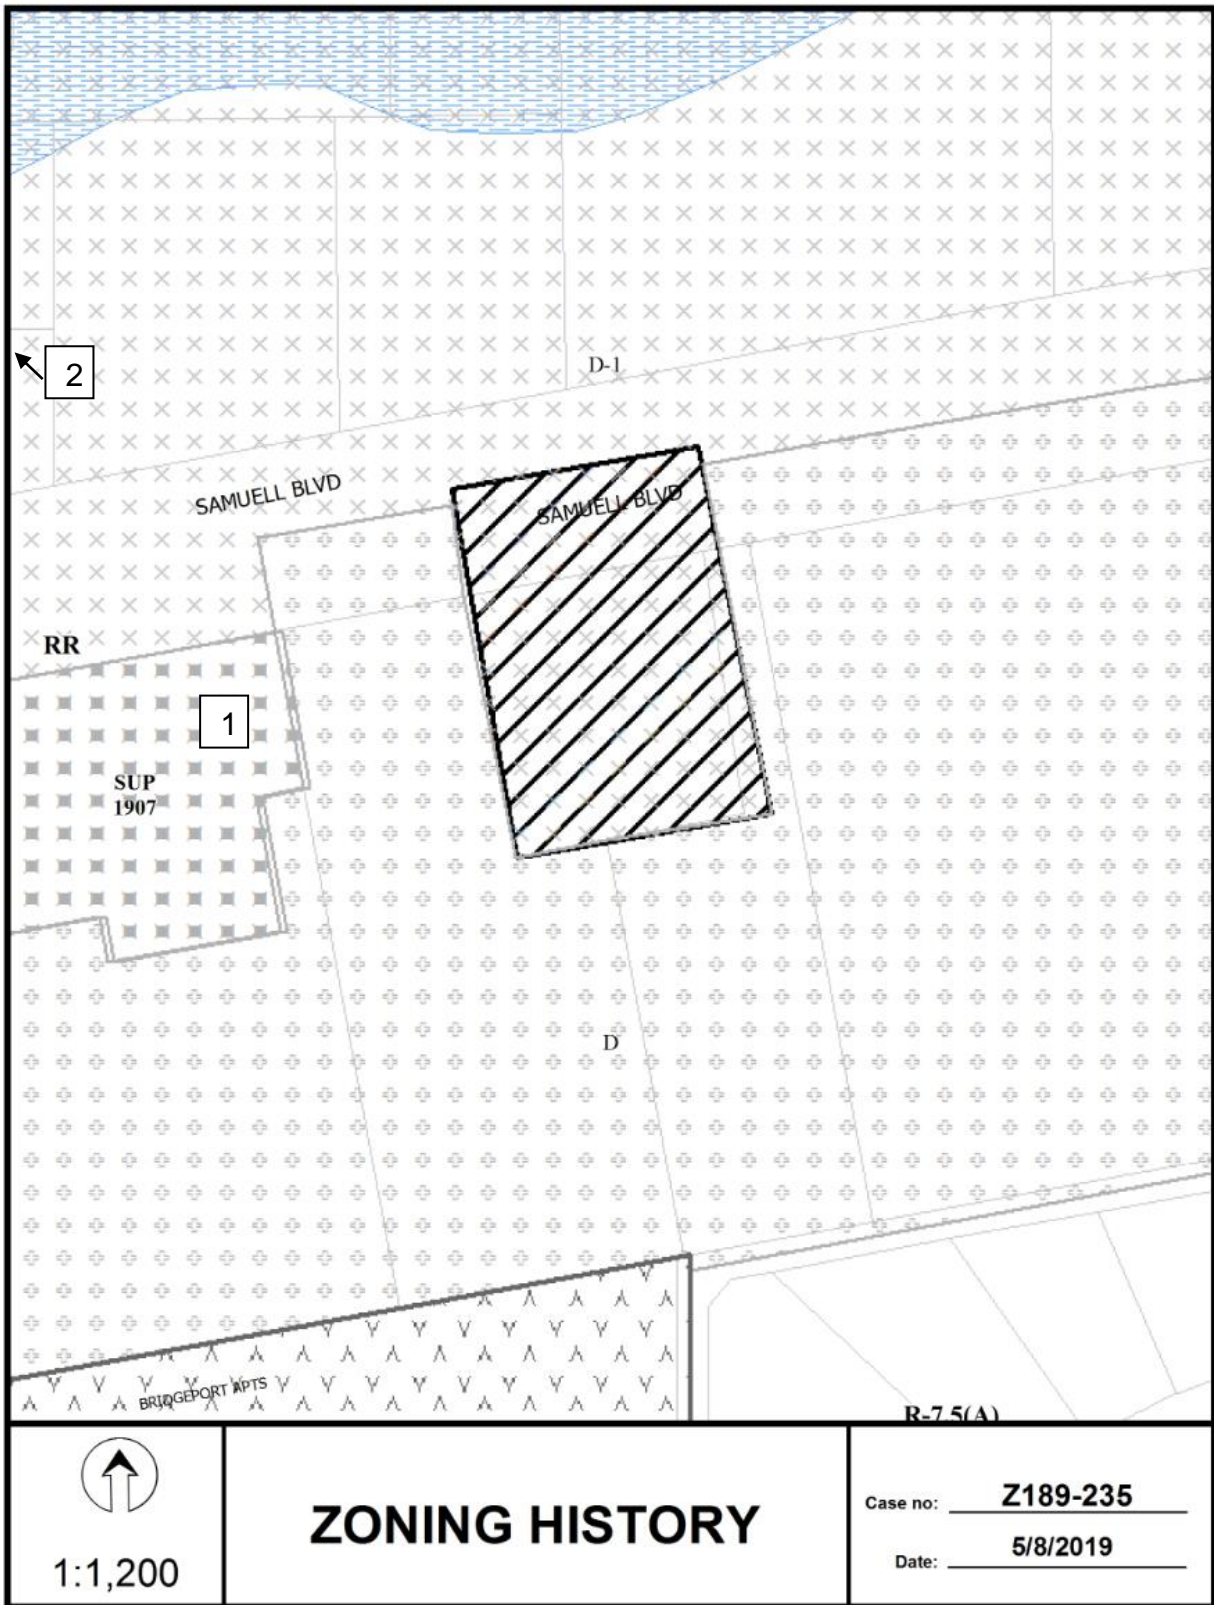 2
D-1
SAMUELL BLVD
SAMUELL BLVD
RR
1
SUP
1907
D
BRIDGEPORT APTS
R-7.5(A)
1:1,200
ZONING HISTORY
Case no: Z189-235
Date: 5/8/2019